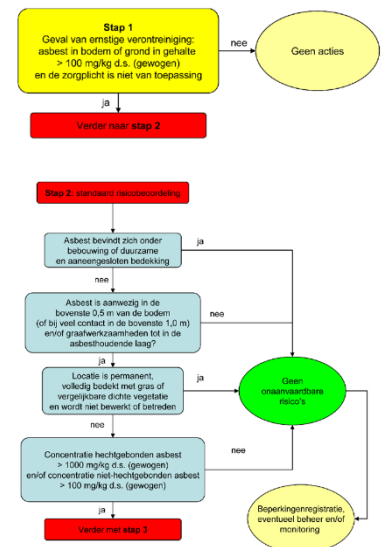 Stap 1
Geval van ernstige verontreiniging:
asbest in bodem of grond in gehalte
> 100 mg/kg d.s. (gewogen)
en de zorgplicht is niet van toepassing
nee
Geen acties
ja
Verder naar stap 2
Stap 2: standaard risicobeoordeling
Asbest bevindt zich onder
bebouwing of duurzame
en aaneengesloten bedekking
ja
nee
Asbest is aanwezig in de
bovenste 0,5 m van de bodem
(of bij veel contact in de bovenste 1,0 m)
en/of graafwerkzaamheden tot in de
asbesthoudende laag?
nee
ja
Locatie is permanent,
volledig bedekt met gras of
vergelijkbare dichte vegetatie
en wordt niet bewerkt of betreden
ja
Geen
onaanvaardbare
risico's
nee
Concentratie hechtgebonden asbest
> 1000 mg/kg d.s. (gewogen)
en/of concentratie niet-hechtgebonden asbest
> 100 mg/kg d.s. (gewogen)
nee
ja
Verder met stap 3
Beperkingenregistratie,
eventueel beheer en/of
monitoring